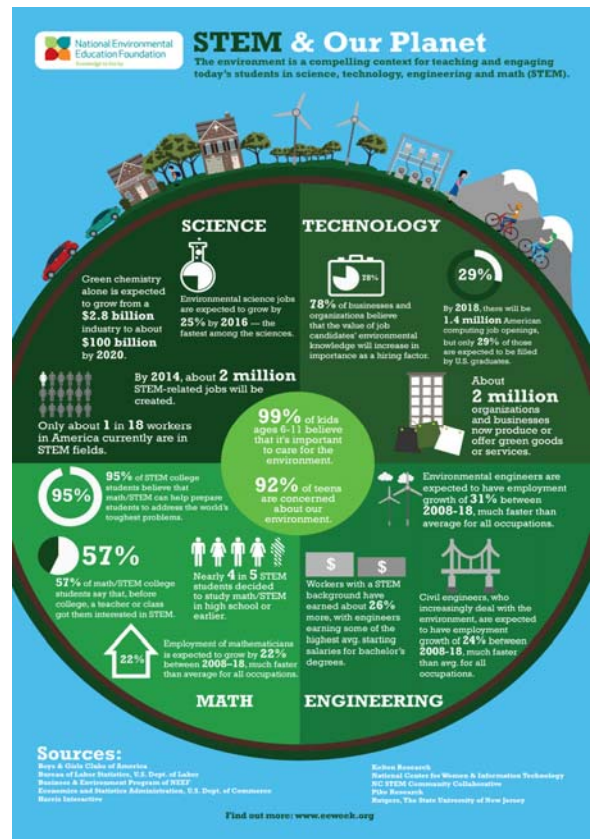 National Environmental
Education Foundation
Knowledge to live by
STEM & Our Planet
The environment is a compelling context for teaching and engaging
today's students in science, technology, engineering and math (STEM).
SCIENCE
Green chemistry
alone is expected
to grow from a
$2.8 billion
industry to about
$100 billion
by 2020.
Environmental science jobs
are expected to grow by
25% by 2016 — the
fastest among the sciences.
By 2014, about 2 million
STEM-related jobs will be
created.
Only about 1 in 18 workers
in America currently are in
STEM fields.
TECHNOLOGY
78%
78% of businesses and
organizations believe
that the value of job
candidates' environmental
knowledge will increase in
importance as a hiring factor.
29%
By 2018, there will be
1.4 million American
computing job openings,
but only 29% of those
are expected to be filled
by U.S. graduates.
About
2 million
organizations
and businesses
now produce or
offer green goods
or services.
99% of kids
ages 6-11 believe
that it's important
to care for the
environment.
92% of teens
are concerned
about our
environment.
95%
95% of STEM college
students believe that
math/STEM can help prepare
students to address the world's
toughest problems.
57%
57% of math/STEM college
students say that, before
college, a teacher or class
got them interested in STEM.
Nearly 4 in 5 STEM
students decided
to study math/STEM
in high school or
earlier.
22%
Employment of mathematicians
is expected to grow by 22%
between 2008–18, much faster
than average for all occupations.
MATH
Environmental engineers are
expected to have employment
growth of 31% between
2008-18, much faster than
average for all occupations.
$
$
Workers with a STEM
background have
earned about 26%
more, with engineers
earning some of the
highest avg. starting
salaries for bachelor's
degrees.
Civil engineers, who
increasingly deal with the
environment, are expected
to have employment
growth of 24% between
2008-18, much faster
than avg. for all
occupations.
ENGINEERING
Sources:
Boys & Girls Clubs of America
Bureau of Labor Statistics, U.S. Dept. of Labor
Business & Environment Program of NEEF
Economics and Statistics Administration, U.S. Dept. of Commerce
Harris Interactive
Kelton Research
National Center for Women & Information Technology
NC STEM Community Collaborative
Pike Research
Rutgers, The State University of New Jersey
Find out more: www.eeweek.org